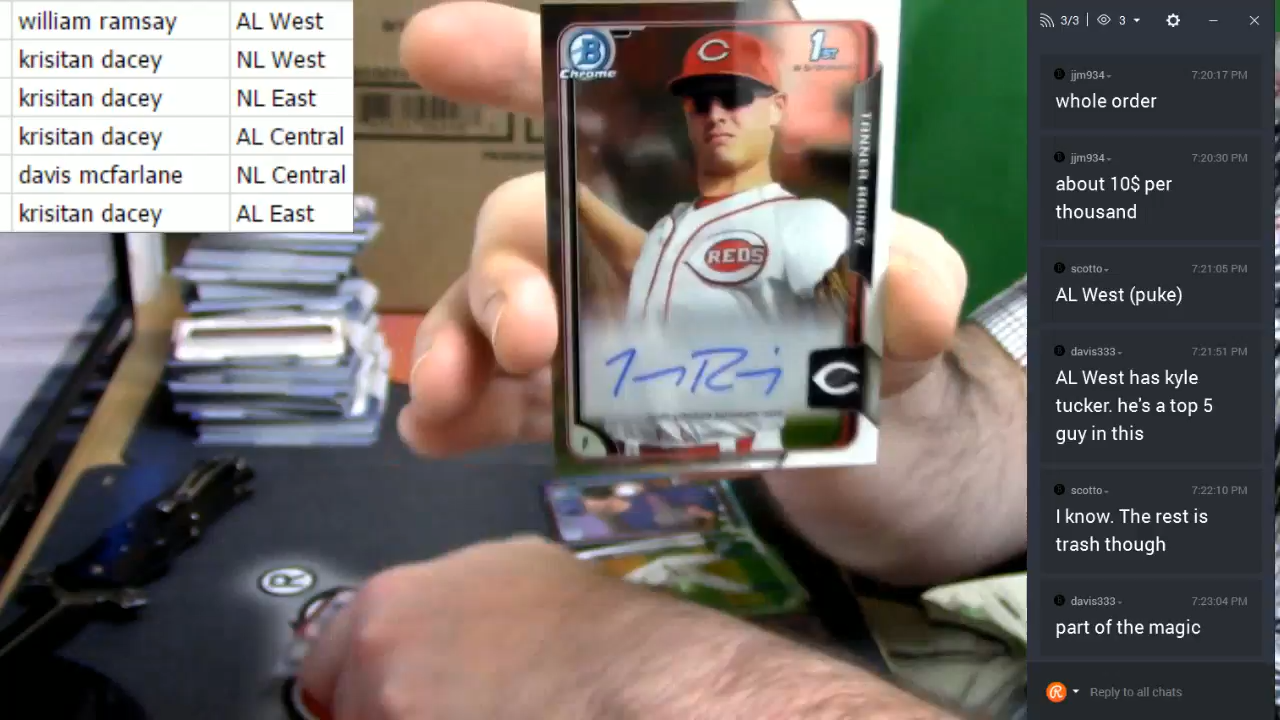 william ramsay AL West
krisitan dacey NL West
krisitan dacey NL East
krisitan dacey AL Central
davis mcfarlane NL Central
krisitan dacey AL East
B
Chrome
1ST
C
TANNER RAINEY
REDS
C
R
3/3 3
jjm934 7:20:17 PM
whole order
jjm934 7:20:30 PM
about 10$ per
thousand
scotto 7:21:05 PM
AL West (puke)
davis333 7:21:51 PM
AL West has kyle
tucker. he's a top 5
guy in this
scotto 7:22:10 PM
I know. The rest is
trash though
davis333 7:23:04 PM
part of the magic
Reply to all chats